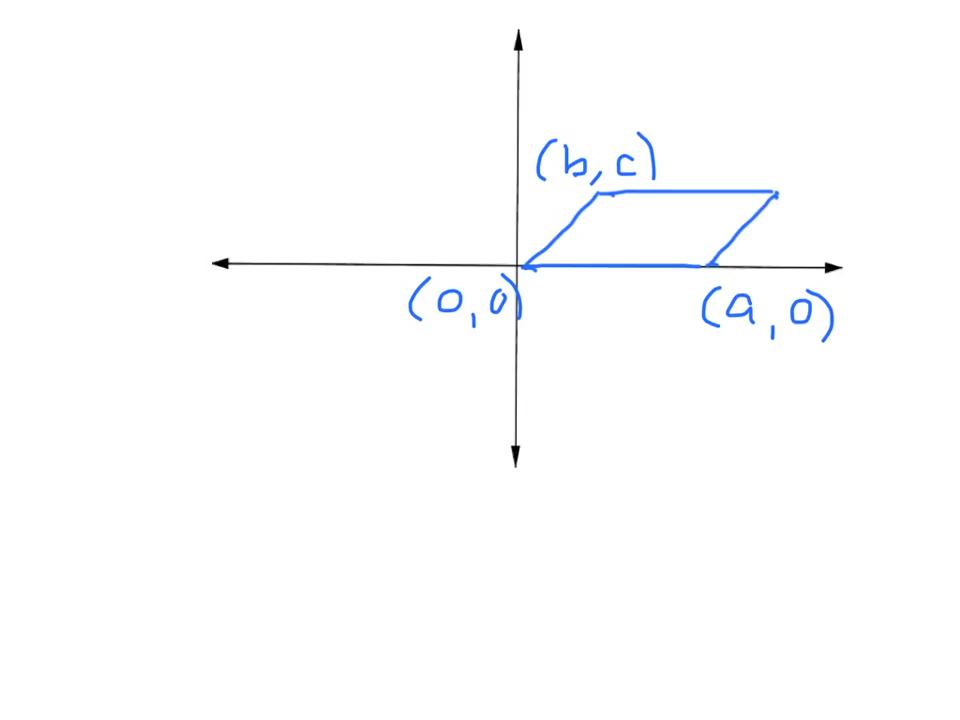 (b, c)
(0, 0)
(a, 0)